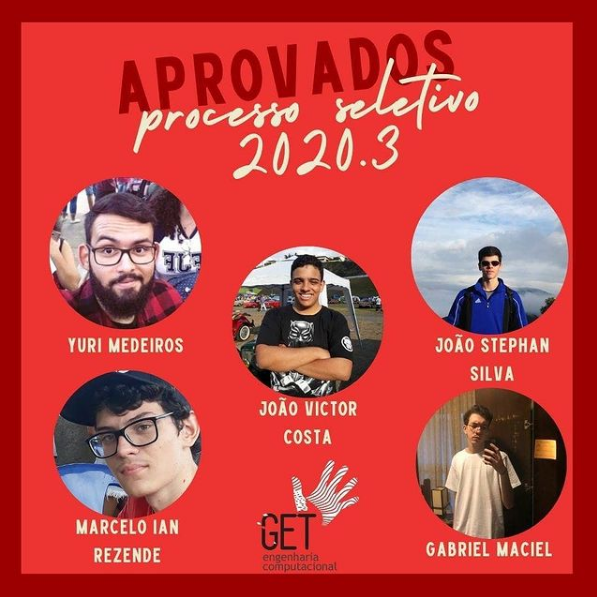 APROVADOS
processo seletivo
2020.3
YURI MEDEIROS
JOÃO STEPHAN
SILVA
JOÃO VICTOR
COSTA
MARCELO IAN
REZENDE
GABRIEL MACIEL
GET
engenharia
computacional